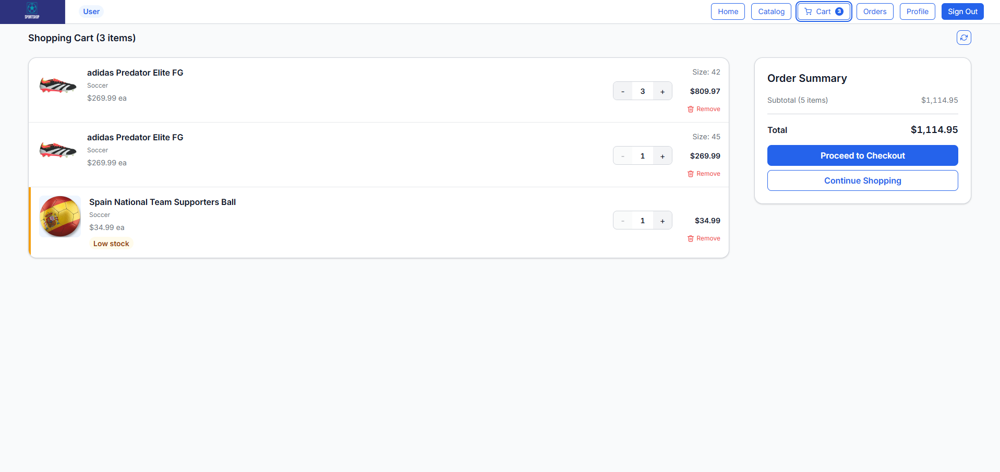 SPORTSHOP
User
Home
Catalog
Cart 3
Orders
Profile
Sign Out
Shopping Cart (3 items)
adidas Predator Elite FG
Soccer
$269.99 ea
Size: 42
- 3 +
$809.97
Remove
adidas Predator Elite FG
Soccer
$269.99 ea
Size: 45
- 1 +
$269.99
Remove
Spain National Team Supporters Ball
Soccer
$34.99 ea
Low stock
- 1 +
$34.99
Remove
Order Summary
Subtotal (5 items) $1,114.95
Total $1,114.95
Proceed to Checkout
Continue Shopping